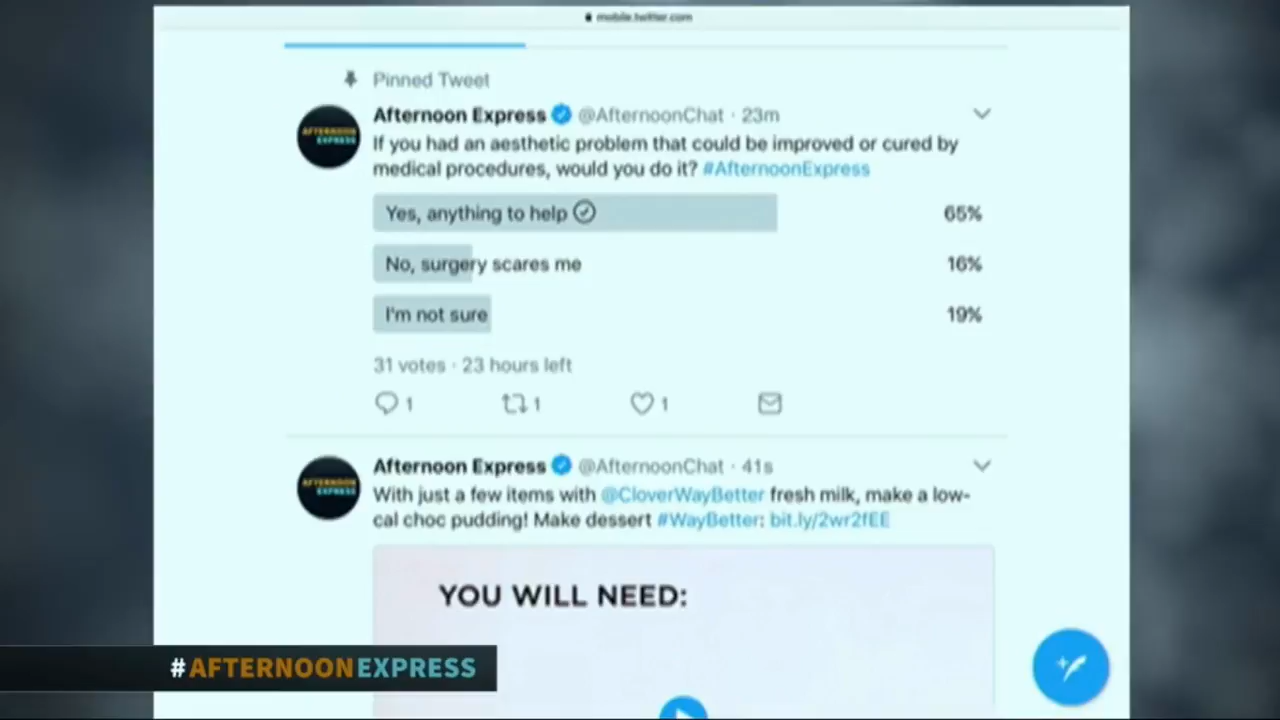 mobile.twitter.com
Pinned Tweet
Afternoon Express @AfternoonChat · 23m
AFTERNOON
EXPRESS
If you had an aesthetic problem that could be improved or cured by
medical procedures, would you do it? #AfternoonExpress
Yes, anything to help 65%
No, surgery scares me 16%
I'm not sure 19%
31 votes · 23 hours left
1 1 1
Afternoon Express @AfternoonChat · 41s
AFTERNOON
EXPRESS
With just a few items with @CloverWayBetter fresh milk, make a low-
cal choc pudding! Make dessert #WayBetter: bit.ly/2wr2fEE
YOU WILL NEED:
#AFTERNOONEXPRESS